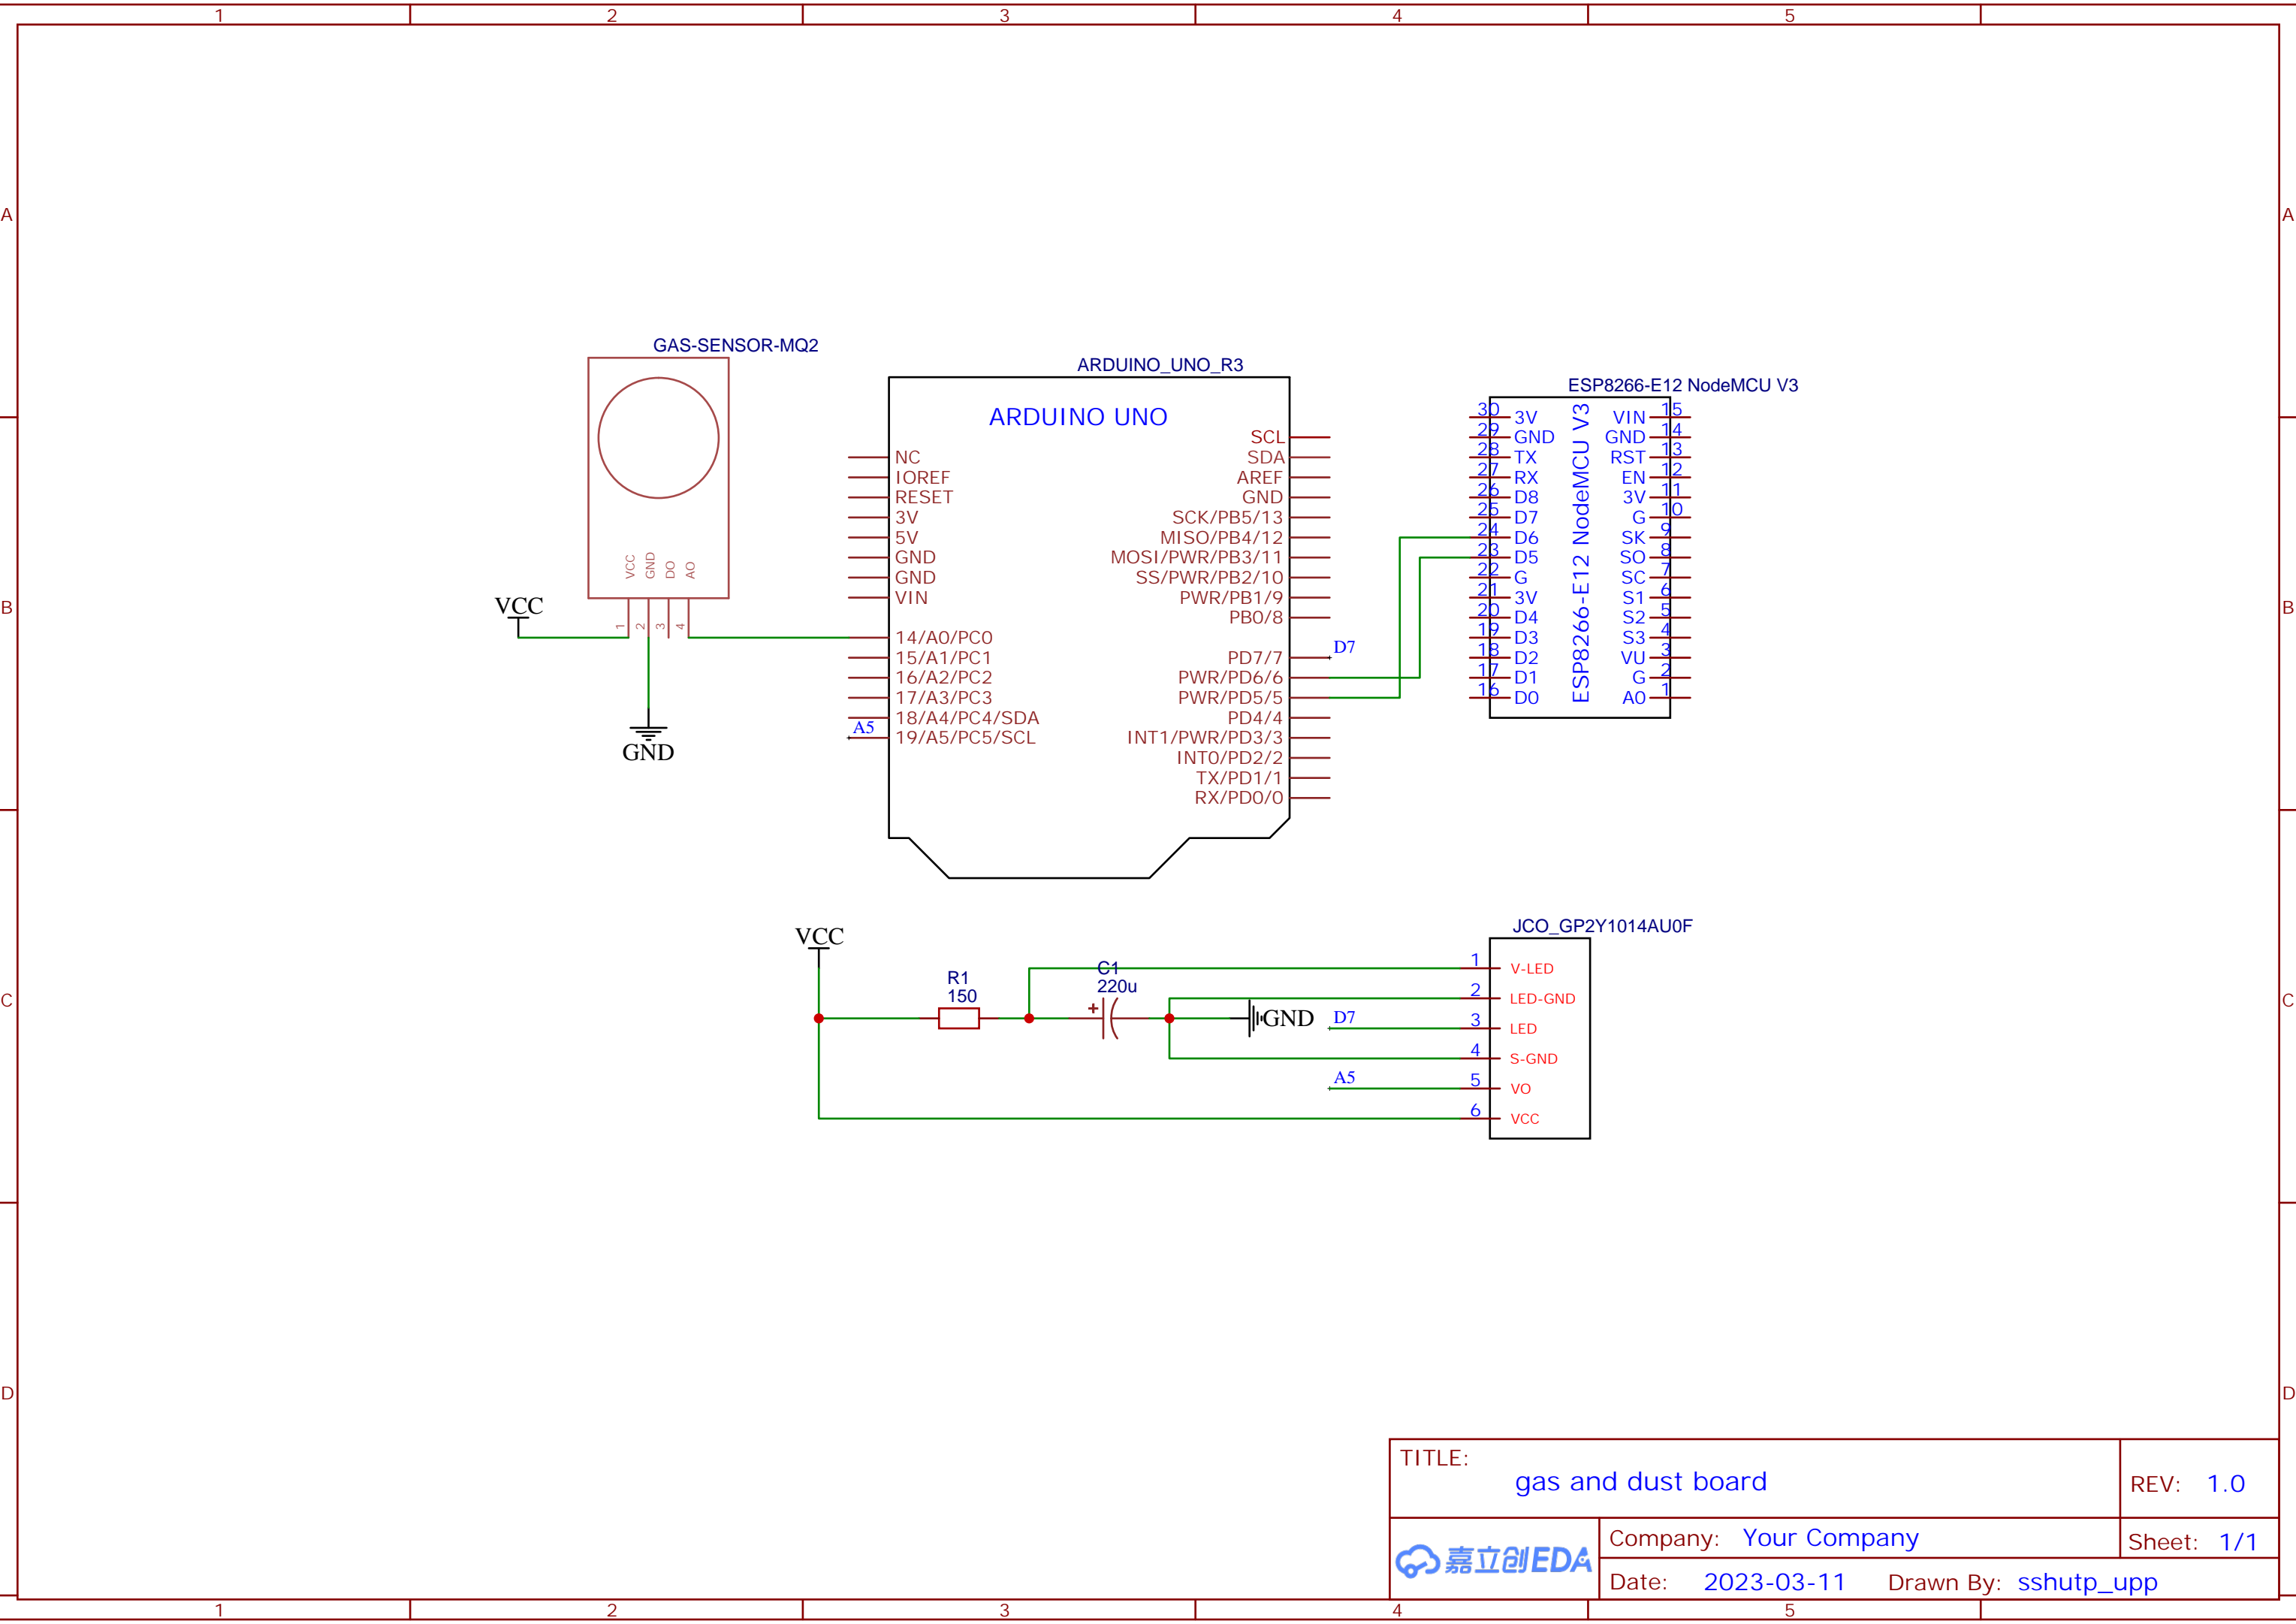 1 2 3 4 5
A A
B B
C C
D D
GAS-SENSOR-MQ2
VCC GND DO AO
1 2 3 4
VCC
GND
ARDUINO_UNO_R3
ARDUINO UNO
NC
IOREF
RESET
3V
5V
GND
GND
VIN
14/A0/PC0
15/A1/PC1
16/A2/PC2
17/A3/PC3
18/A4/PC4/SDA
A5
19/A5/PC5/SCL
SCL
SDA
AREF
GND
SCK/PB5/13
MISO/PB4/12
MOSI/PWR/PB3/11
SS/PWR/PB2/10
PWR/PB1/9
PB0/8
PD7/7
D7
PWR/PD6/6
PWR/PD5/5
PD4/4
INT1/PWR/PD3/3
INT0/PD2/2
TX/PD1/1
RX/PD0/0
ESP8266-E12 NodeMCU V3
ESP8266-E12 NodeMCU V3
30 3V VIN 15
29 GND GND 14
28 TX RST 13
27 RX EN 12
26 D8 3V 11
25 D7 G 10
24 D6 SK 9
23 D5 SO 8
22 G SC 7
21 3V S1 6
20 D4 S2 5
19 D3 S3 4
18 D2 VU 3
17 D1 G 2
16 D0 A0 1
VCC
R1
150
C1
220u
+
GND
D7
A5
JCO_GP2Y1014AU0F
1 V-LED
2 LED-GND
3 LED
4 S-GND
5 VO
6 VCC
TITLE:
gas and dust board
REV: 1.0
嘉立创EDA
Company: Your Company
Sheet: 1/1
Date: 2023-03-11 Drawn By: sshutp_upp
1 2 3 4 5